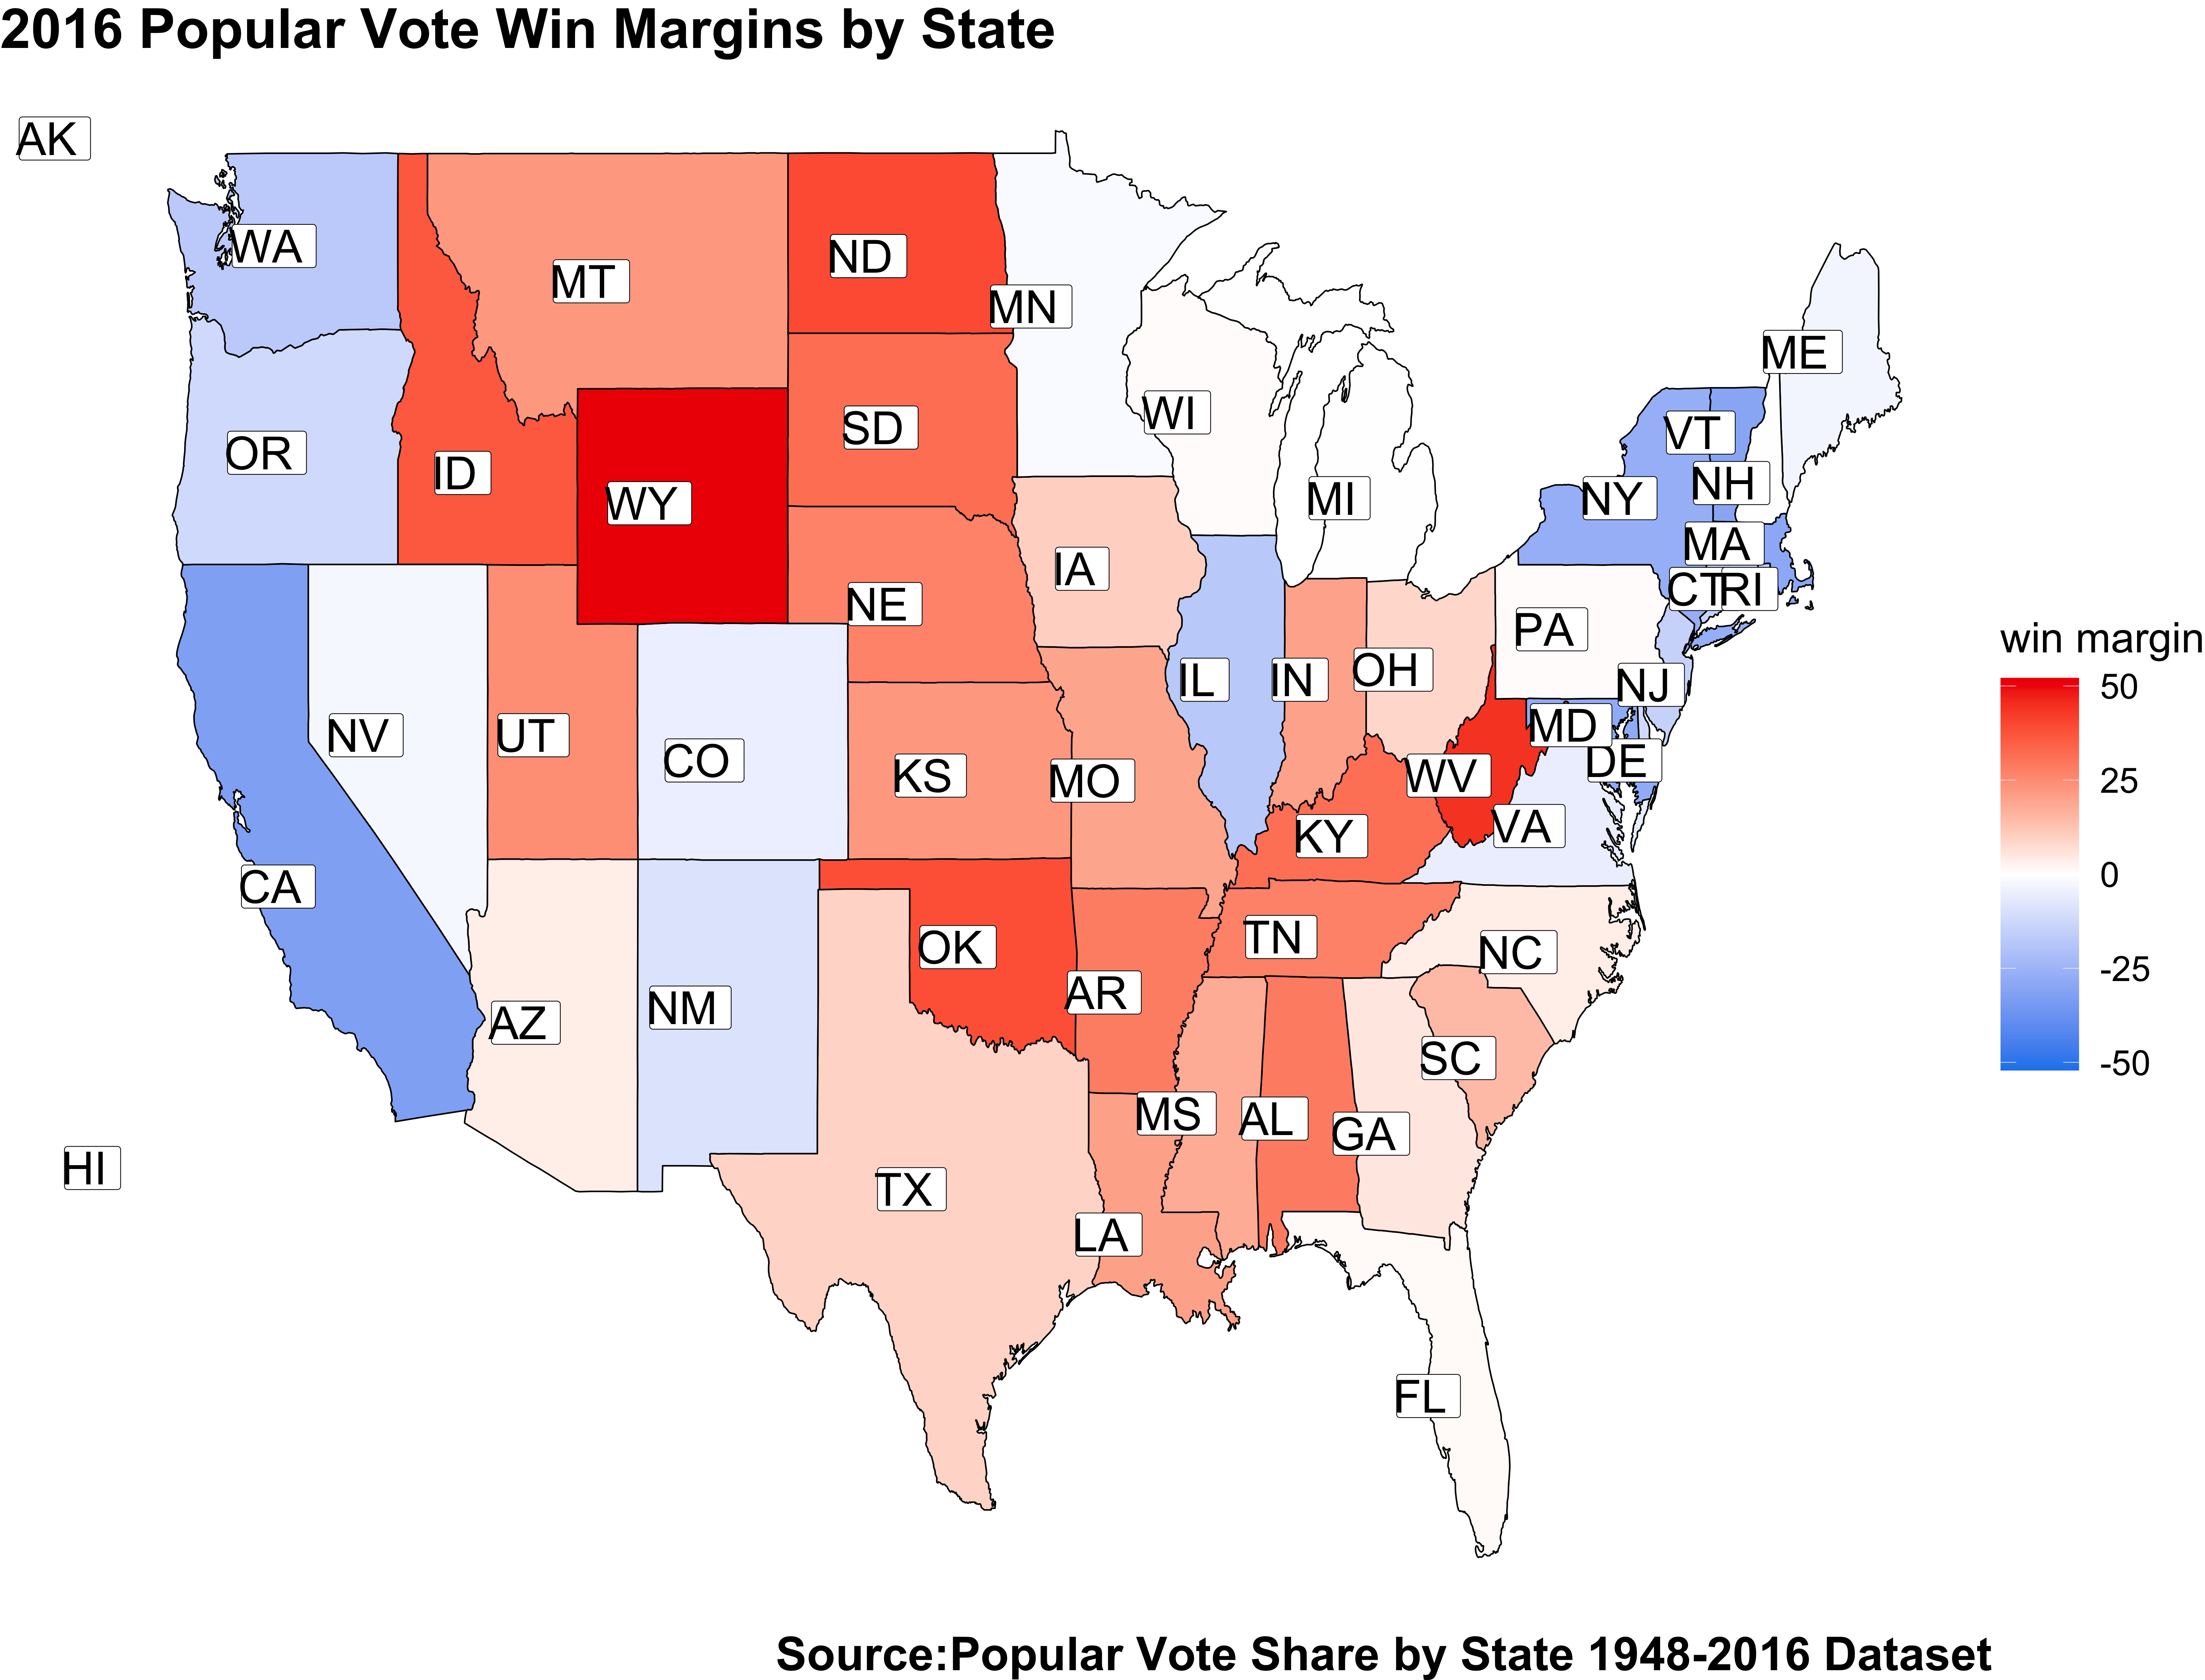 2016 Popular Vote Win Margins by State
AK
WA
MT
ND
MN
ME
OR
ID
WY
SD
WI
MI
VT
NH
NY
MA
IA
NE
CT
RI
PA
IL
IN
OH
NJ
NV
UT
CO
KS
MO
WV
MD
DE
KY
VA
CA
OK
TN
NC
AR
AZ
NM
SC
MS
AL
GA
HI
TX
LA
FL
win margin
50
25
0
-25
-50
Source:Popular Vote Share by State 1948-2016 Dataset